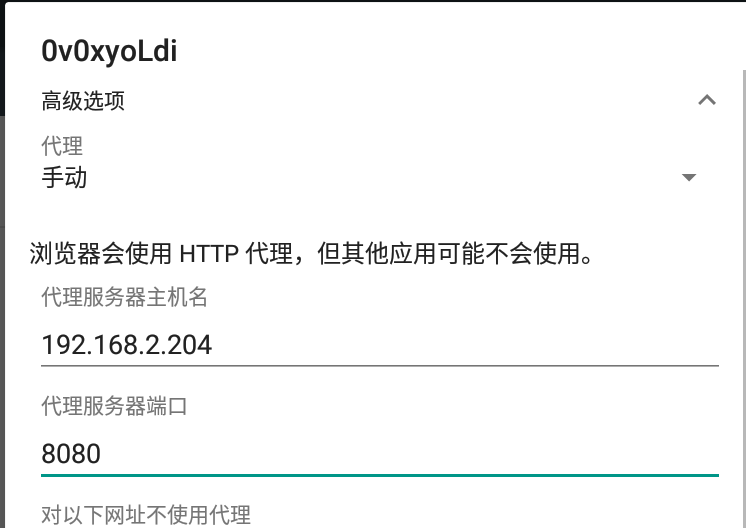 0v0xyoLdi
高级选项
代理
手动
浏览器会使用 HTTP 代理，但其他应用可能不会使用。
代理服务器主机名
192.168.2.204
代理服务器端口
8080
对以下网址不使用代理